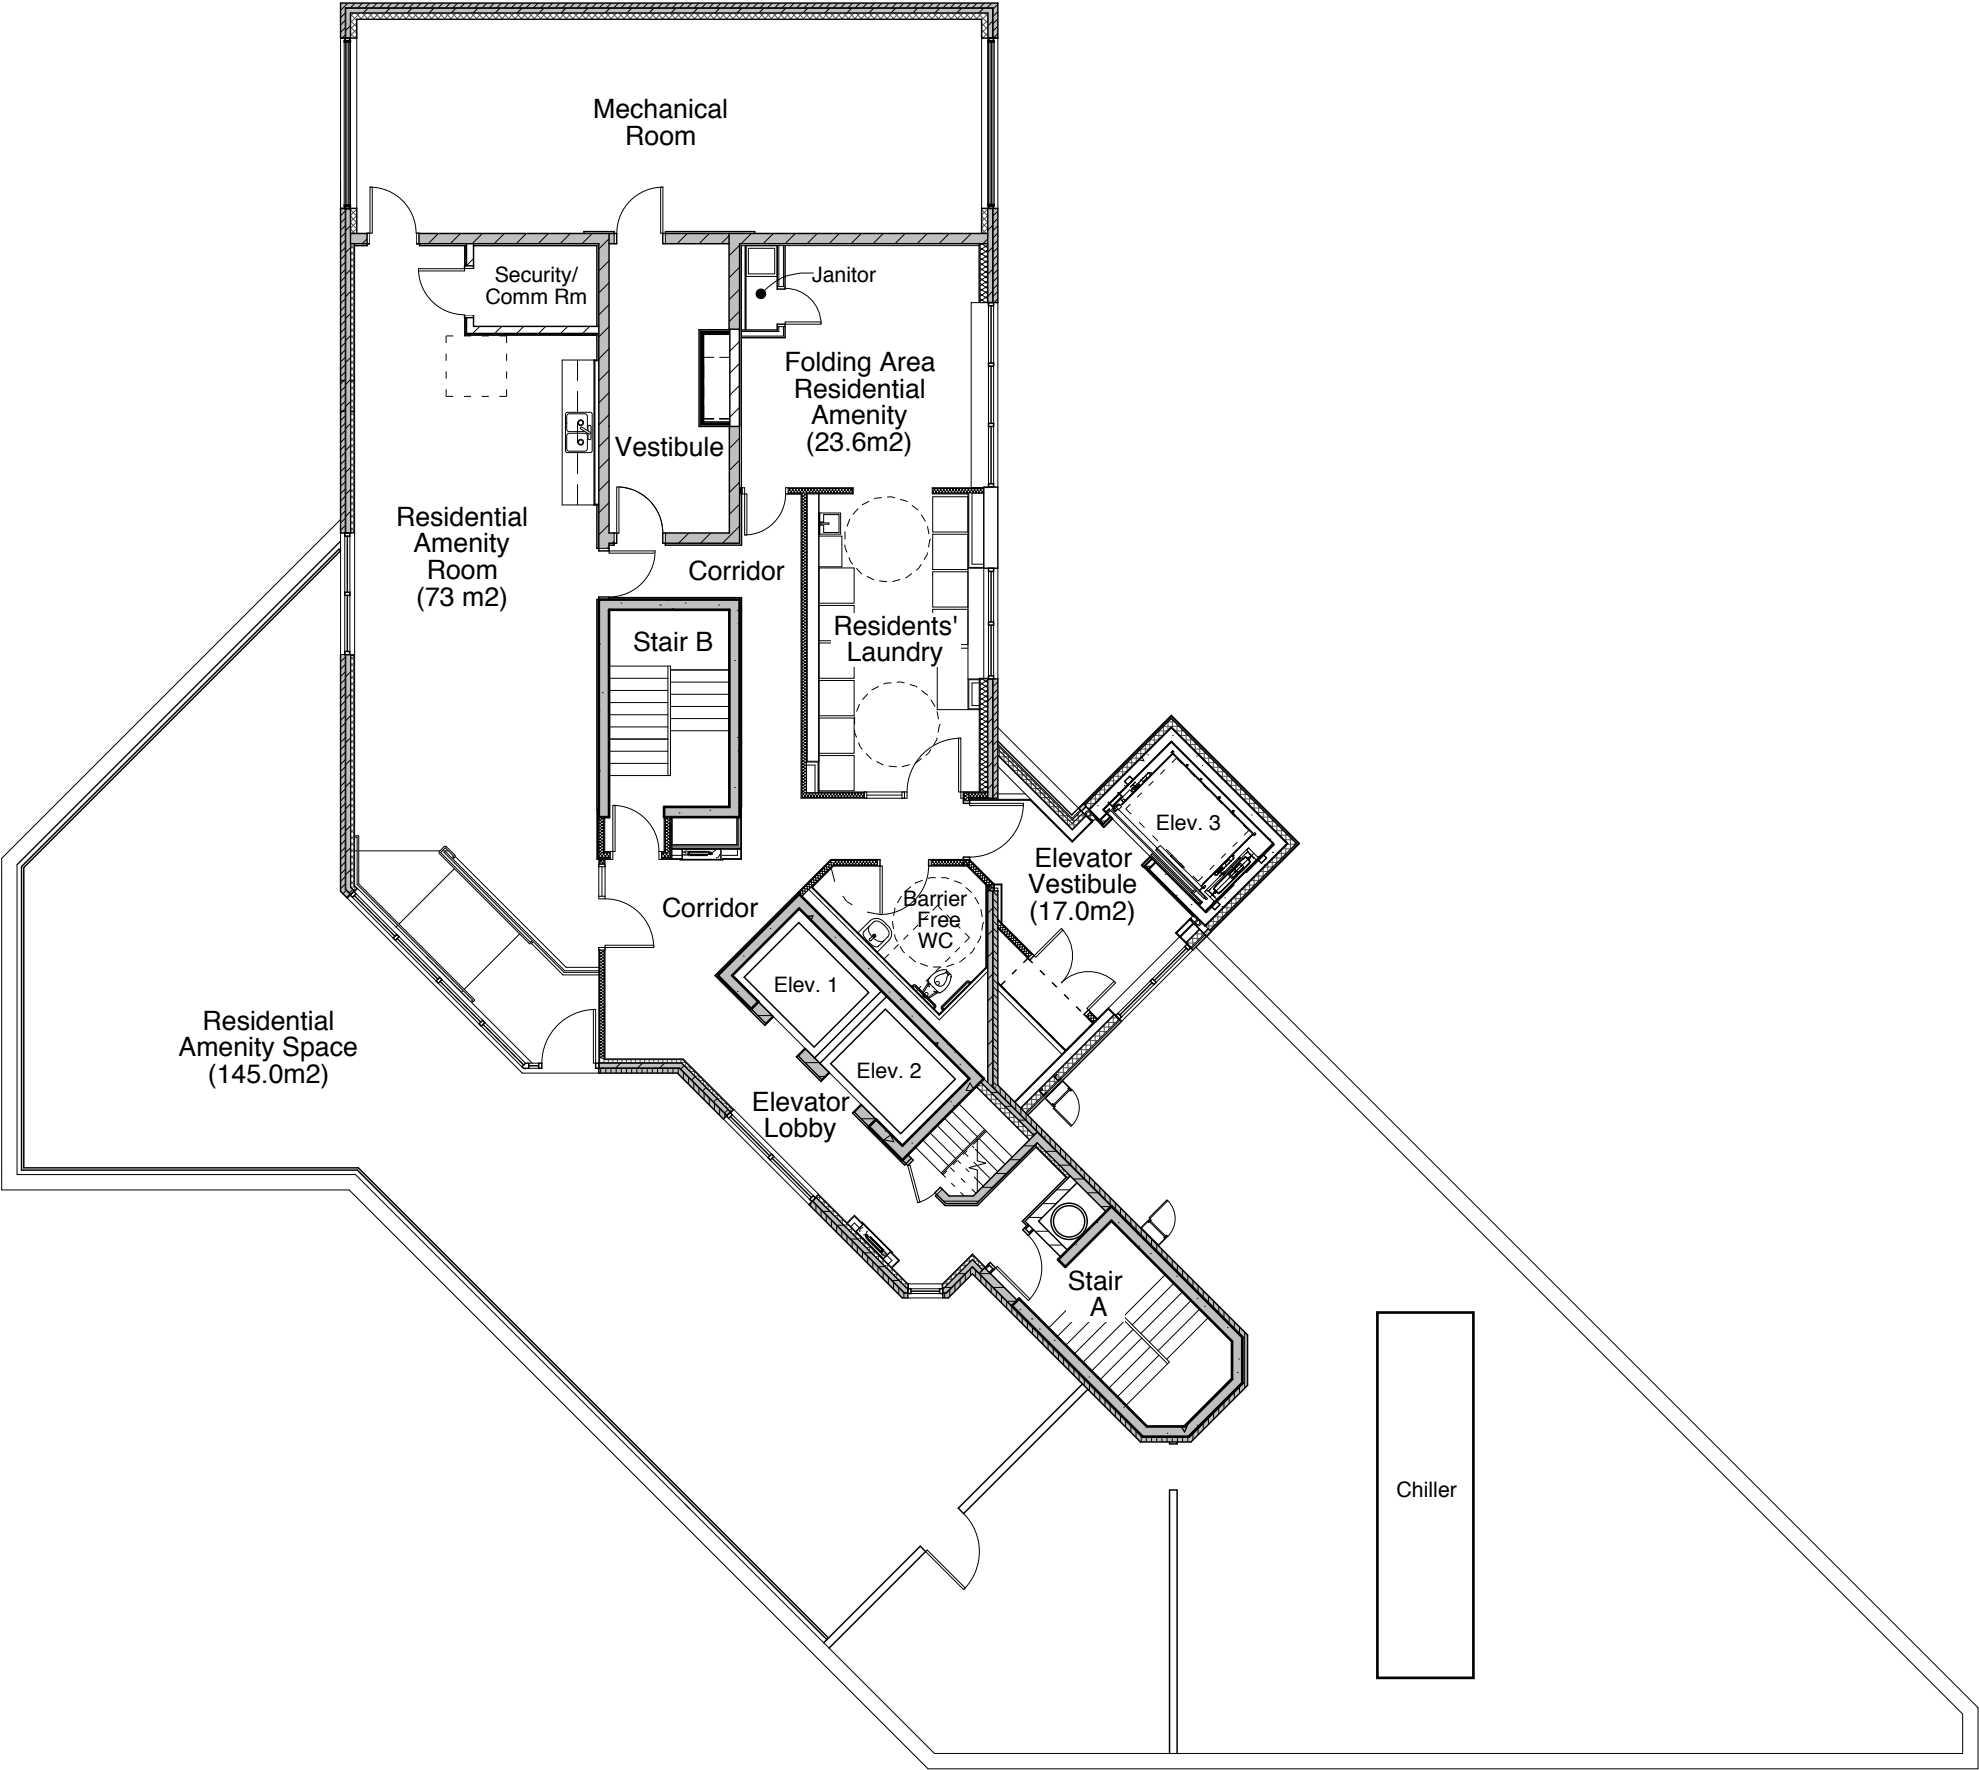 Mechanical
Room
Security/
Comm Rm
Janitor
Folding Area
Residential
Amenity
(23.6m2)
Vestibule
Residential
Amenity
Room
(73 m2)
Corridor
Stair B
Residents'
Laundry
Elev. 3
Elevator
Vestibule
(17.0m2)
Corridor
Barrier
Free
WC
Elev. 1
Residential
Amenity Space
(145.0m2)
Elev. 2
Elevator
Lobby
Stair
A
Chiller